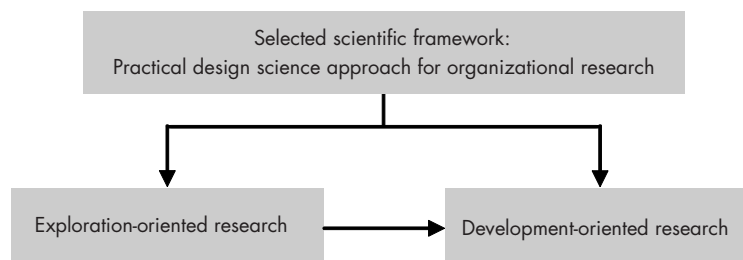 Selected scientific framework:
Practical design science approach for organizational research
Exploration-oriented research
Development-oriented research